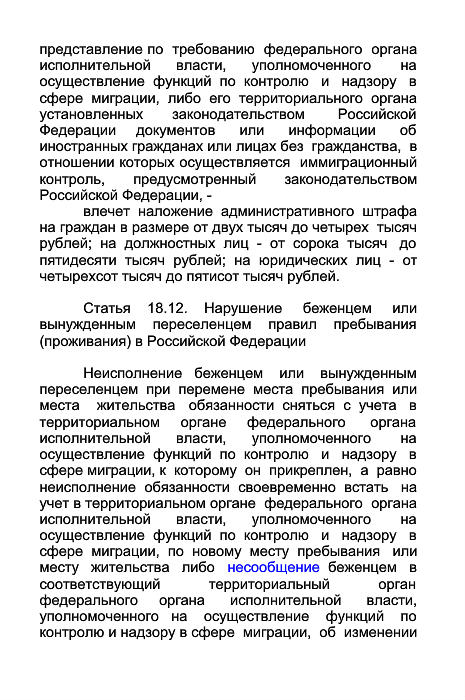 представление по требованию федерального органа
исполнительной власти, уполномоченного на
осуществление функций по контролю и надзору в
сфере миграции, либо его территориального органа
установленных законодательством Российской
Федерации документов или информации об
иностранных гражданах или лицах без гражданства, в
отношении которых осуществляется иммиграционный
контроль, предусмотренный законодательством
Российской Федерации, -
влечет наложение административного штрафа
на граждан в размере от двух тысяч до четырех тысяч
рублей; на должностных лиц - от сорока тысяч до
пятидесяти тысяч рублей; на юридических лиц - от
четырехсот тысяч до пятисот тысяч рублей.
Статья 18.12. Нарушение беженцем или
вынужденным переселенцем правил пребывания
(проживания) в Российской Федерации
Неисполнение беженцем или вынужденным
переселенцем при перемене места пребывания или
места жительства обязанности сняться с учета в
территориальном органе федерального органа
исполнительной власти, уполномоченного на
осуществление функций по контролю и надзору в
сфере миграции, к которому он прикреплен, а равно
неисполнение обязанности своевременно встать на
учет в территориальном органе федерального органа
исполнительной власти, уполномоченного на
осуществление функций по контролю и надзору в
сфере миграции, по новому месту пребывания или
месту жительства либо несообщение беженцем в
соответствующий территориальный орган
федерального органа исполнительной власти,
уполномоченного на осуществление функций по
контролю и надзору в сфере миграции, об изменении